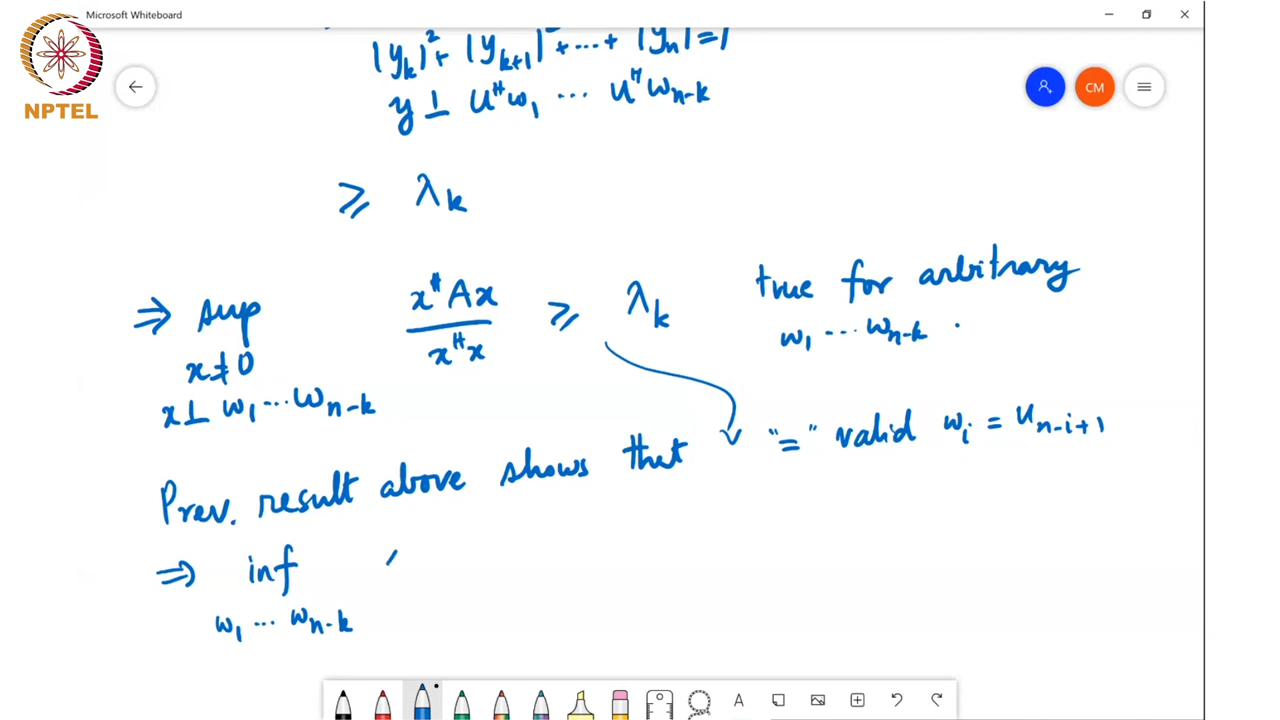 Microsoft Whiteboard
NPTEL
CM
|y_k|^2 + |y_{k+1}|^2 + ... + |y_n|^2 = 1
y ⊥ U^H w_1 ... U^H w_{n-k}
≥ λ_k
⇒ sup x^H A x / x^H x ≥ λ_k true for arbitrary
x ≠ 0 w_1 ... w_{n-k} .
x ⊥ w_1 ... w_{n-k}
Prev. result above shows that "=" valid w_i = u_{n-i+1}
⇒ inf (
w_1 ... w_{n-k}
A